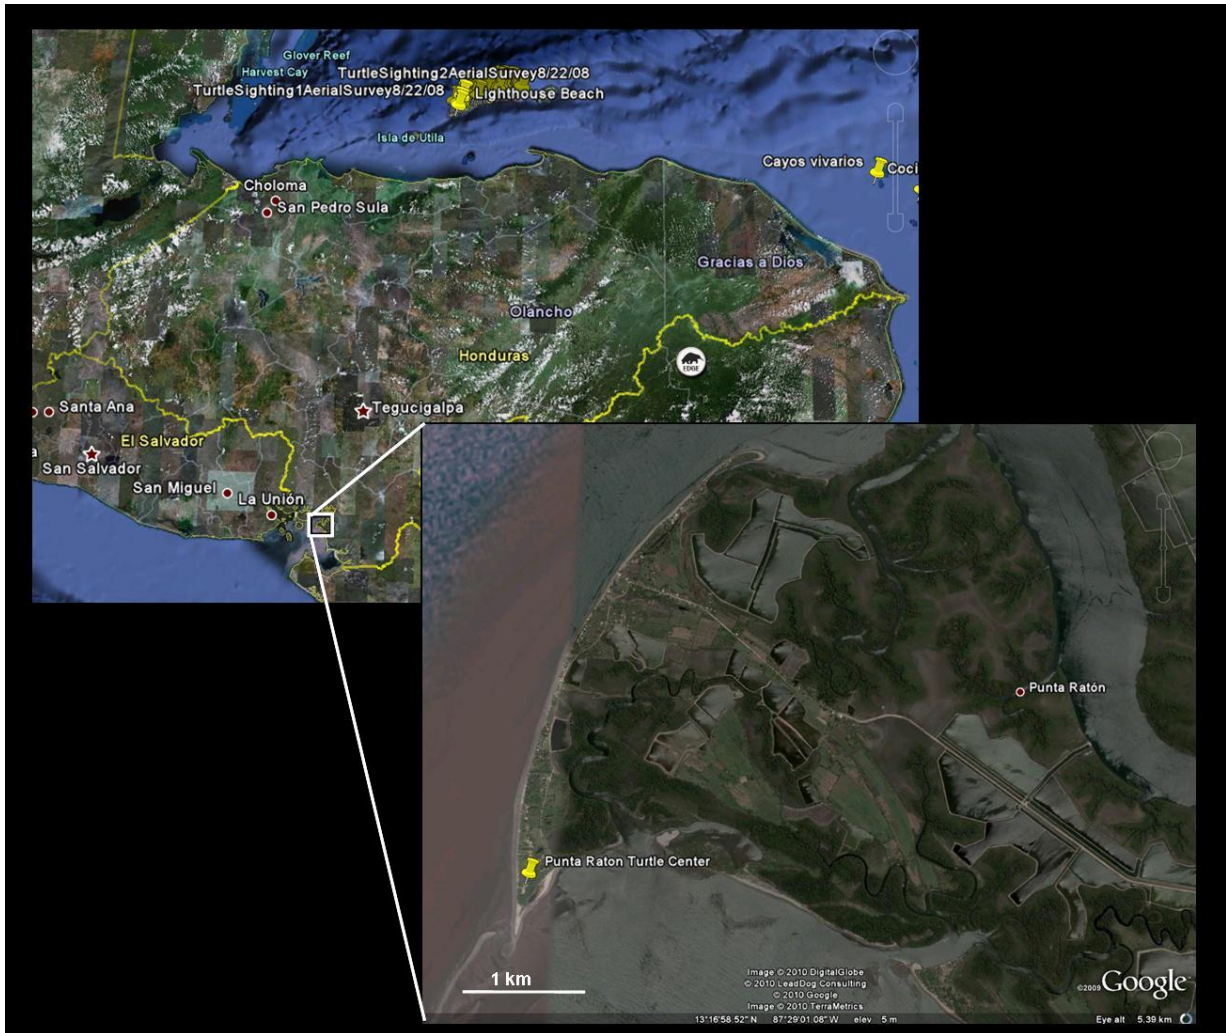 Glover Reef
Harvest Cay
TurtleSighting2AerialSurvey8/22/08
TurtleSighting1AerialSurvey8/22/08
Lighthouse Beach
Isla de Utila
Cayos vivarios
Coci
Choloma
San Pedro Sula
Gracias a Dios
Olancho
Honduras
EDGE
Santa Ana
Tegucigalpa
El Salvador
a
San Salvador
San Miguel
La Unión
Punta Ratón
Punta Raton Turtle Center
1 km
Image © 2010 DigitalGlobe
© 2010 LeadDog Consulting
© 2010 Google
Image © 2010 TerraMetrics
©2009 Google
13°16'58.52" N 87°29'01.08" W elev 5 m
Eye alt 5.39 km